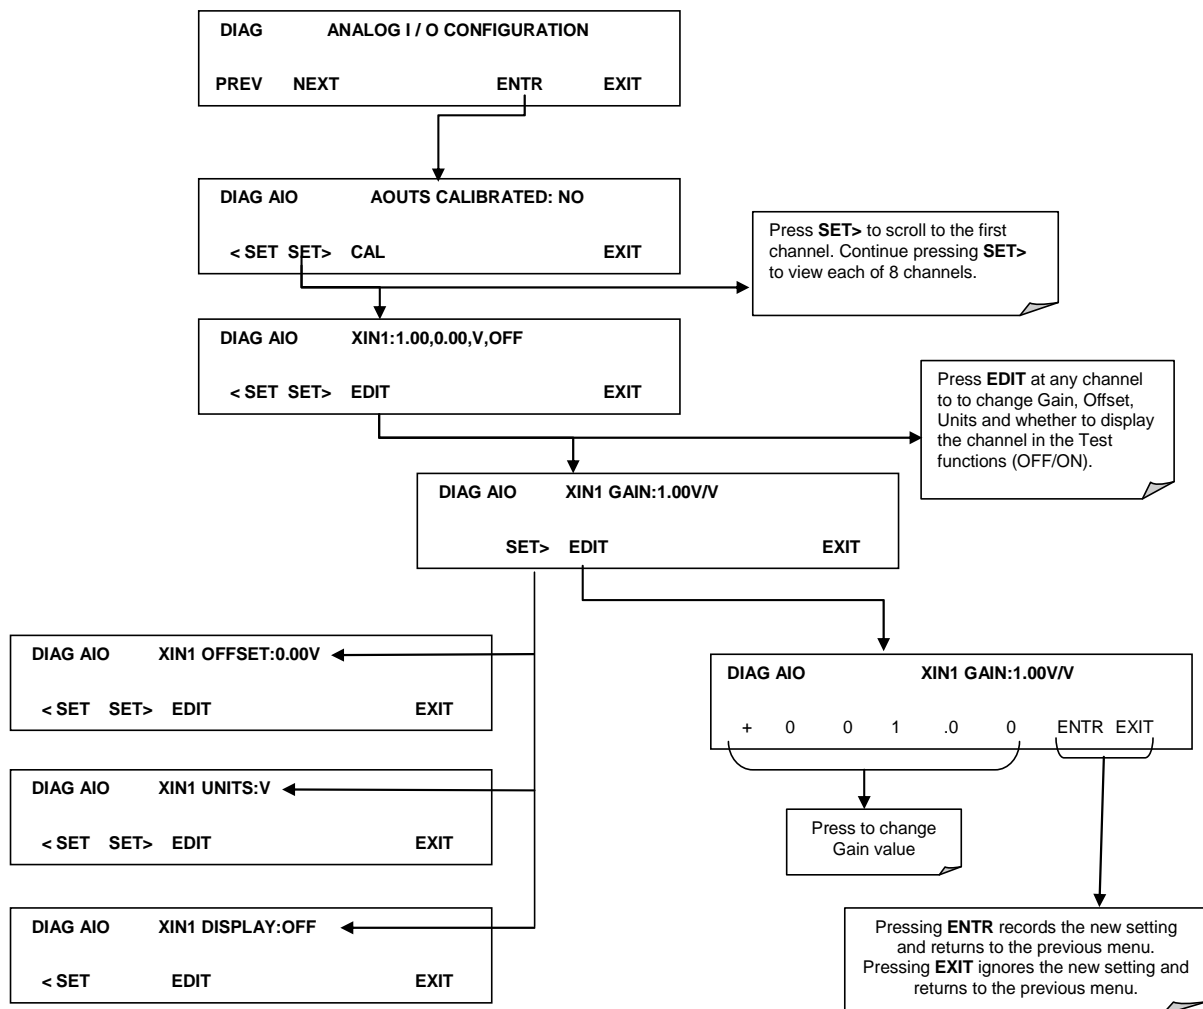 DIAG ANALOG I / O CONFIGURATION
PREV NEXT ENTR EXIT
DIAG AIO AOUTS CALIBRATED: NO
< SET SET> CAL EXIT
Press SET> to scroll to the first
channel. Continue pressing SET>
to view each of 8 channels.
DIAG AIO XIN1:1.00,0.00,V,OFF
< SET SET> EDIT EXIT
Press EDIT at any channel
to to change Gain, Offset,
Units and whether to display
the channel in the Test
functions (OFF/ON).
DIAG AIO XIN1 GAIN:1.00V/V
SET> EDIT EXIT
DIAG AIO XIN1 OFFSET:0.00V
< SET SET> EDIT EXIT
DIAG AIO XIN1 GAIN:1.00V/V
+ 0 0 1 .0 0 ENTR EXIT
DIAG AIO XIN1 UNITS:V
< SET SET> EDIT EXIT
Press to change
Gain value
DIAG AIO XIN1 DISPLAY:OFF
< SET EDIT EXIT
Pressing ENTR records the new setting
and returns to the previous menu.
Pressing EXIT ignores the new setting and
returns to the previous menu.